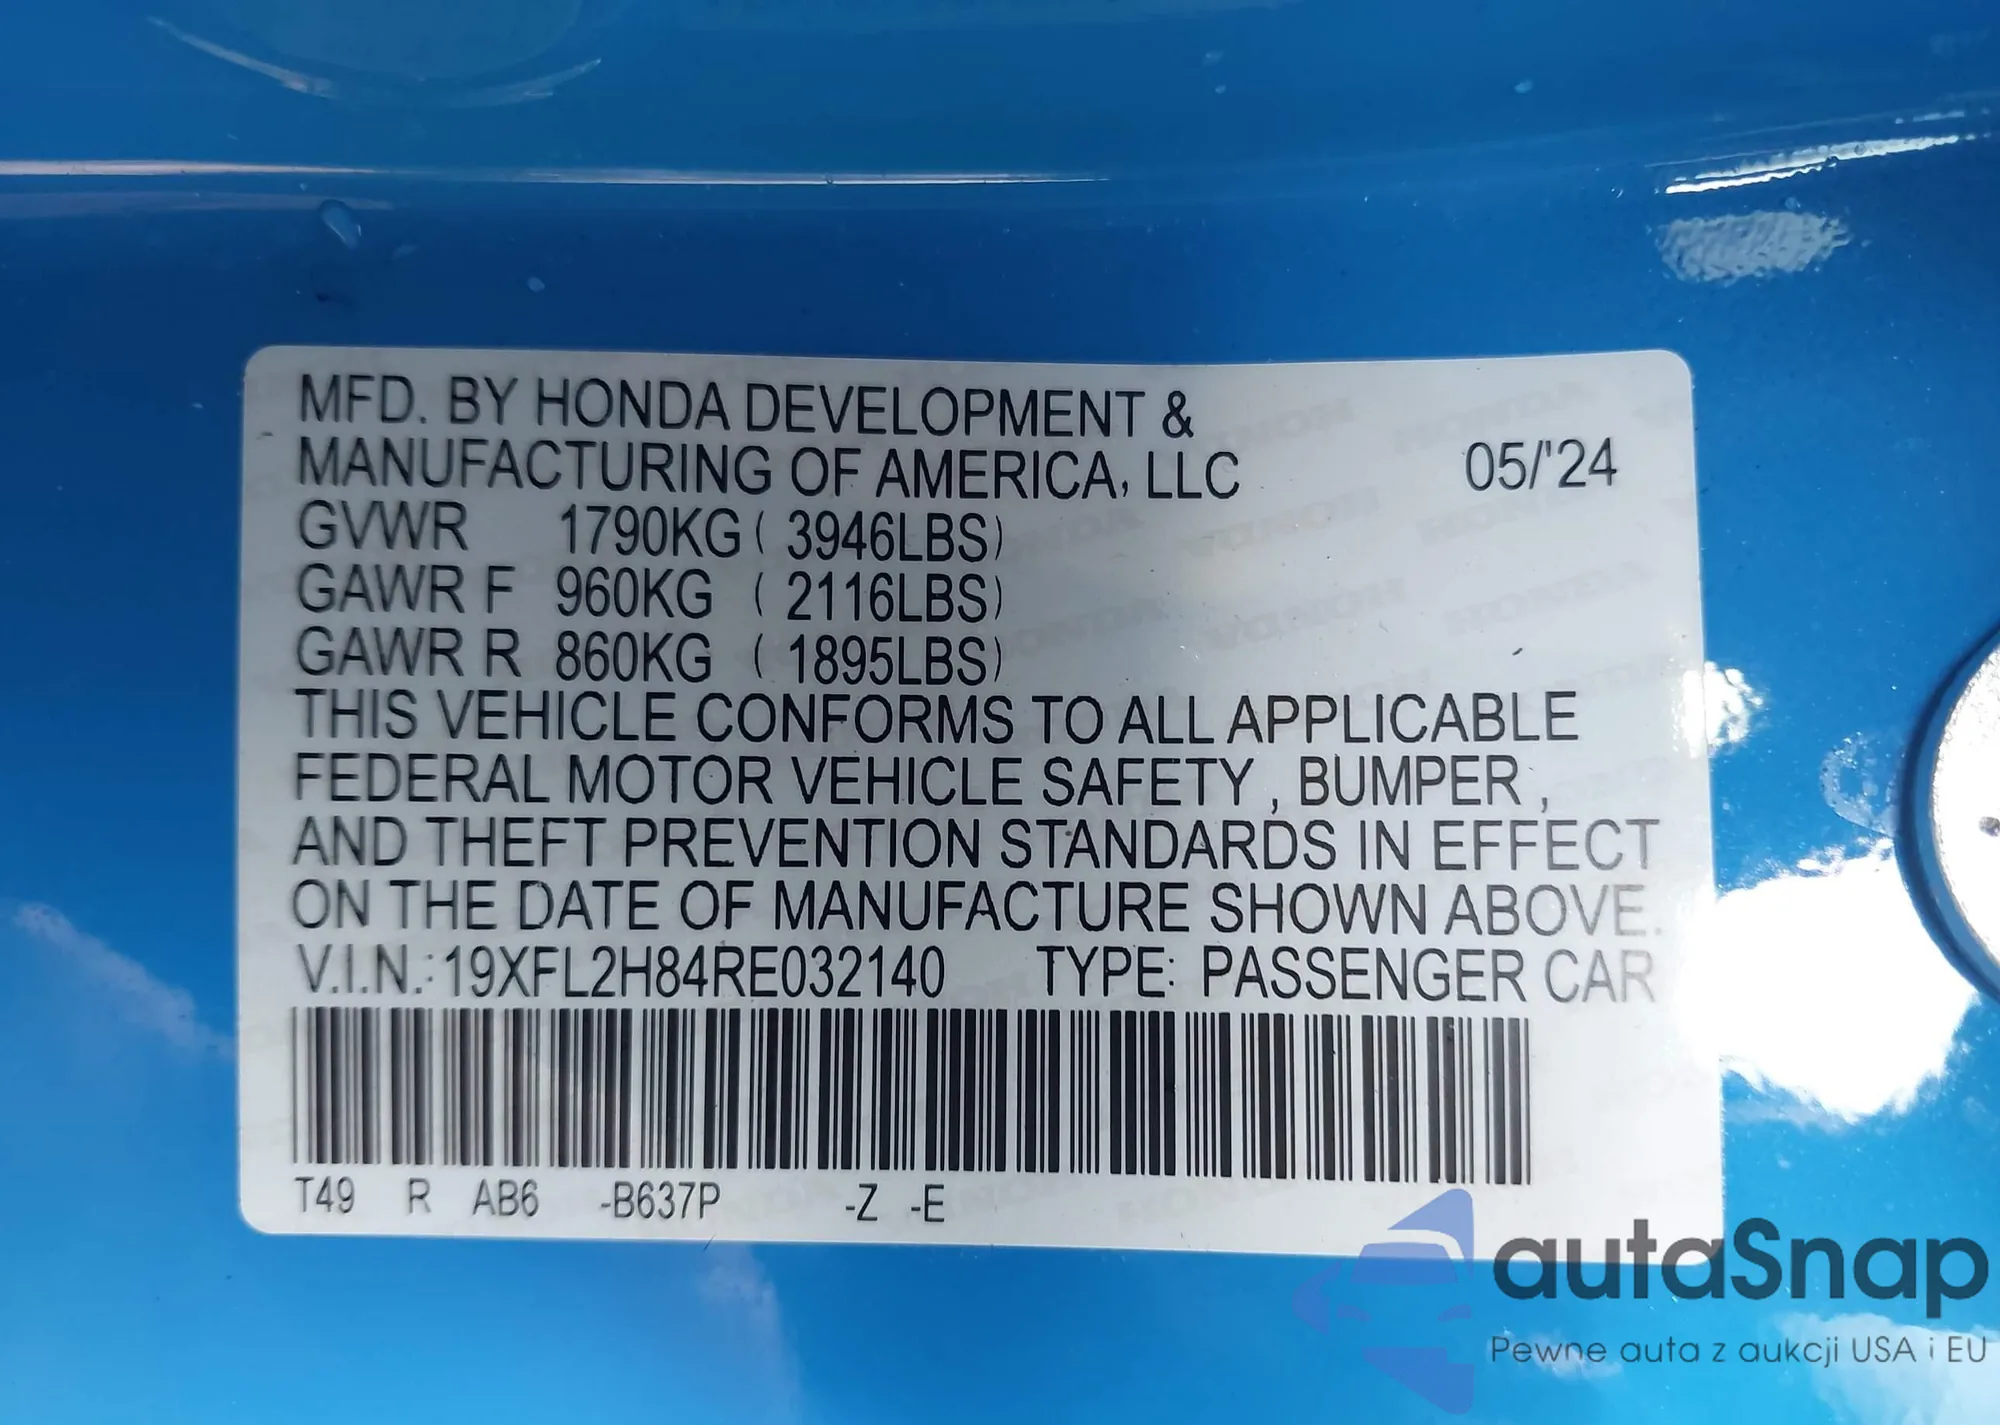 MFD. BY HONDA DEVELOPMENT &
MANUFACTURING OF AMERICA, LLC 05/'24
GVWR 1790KG ( 3946LBS)
GAWR F 960KG ( 2116LBS)
GAWR R 860KG ( 1895LBS)
THIS VEHICLE CONFORMS TO ALL APPLICABLE
FEDERAL MOTOR VEHICLE SAFETY , BUMPER ,
AND THEFT PREVENTION STANDARDS IN EFFECT
ON THE DATE OF MANUFACTURE SHOWN ABOVE.
V.I.N.: 19XFL2H84RE032140 TYPE: PASSENGER CAR
T49 R AB6 -B637P -Z -E
autaSnap
Pewne auta z aukcji USA i EU